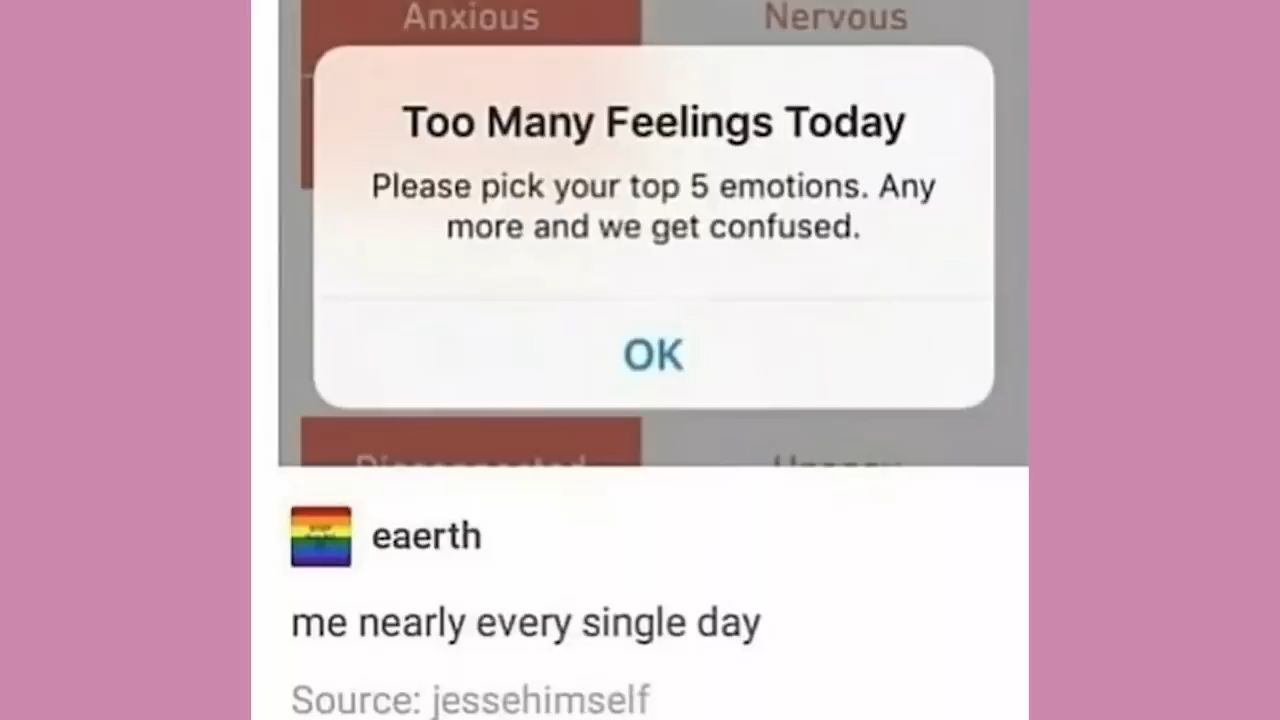 Anxious Nervous
Too Many Feelings Today
Please pick your top 5 emotions. Any
more and we get confused.
OK
Disconnected
eaerth
me nearly every single day
Source: jessehimself